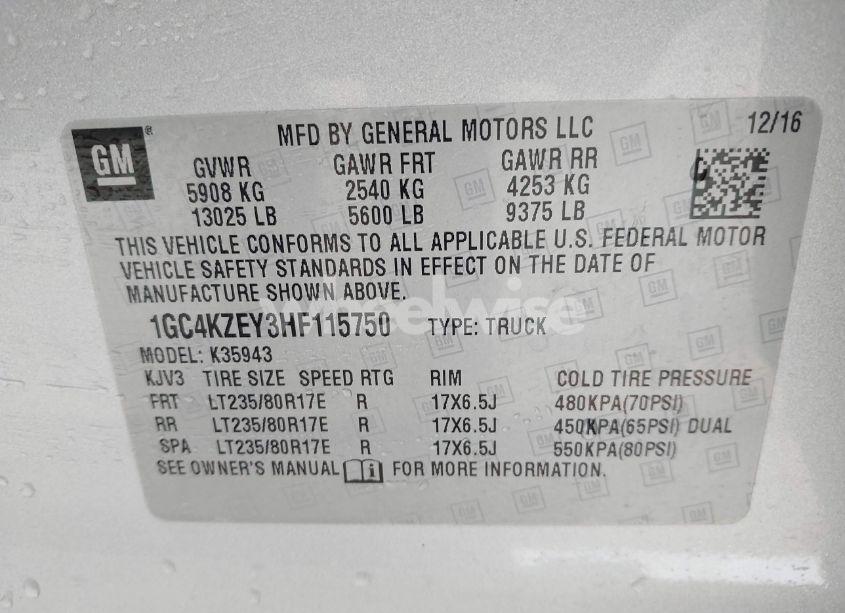 GM
MFD BY GENERAL MOTORS LLC 12/16
GVWR GAWR FRT GAWR RR
5908 KG 2540 KG 4253 KG
13025 LB 5600 LB 9375 LB
THIS VEHICLE CONFORMS TO ALL APPLICABLE U.S. FEDERAL MOTOR
VEHICLE SAFETY STANDARDS IN EFFECT ON THE DATE OF
MANUFACTURE SHOWN ABOVE.
wheelwise
1GC4KZEY3HF115750 TYPE: TRUCK
MODEL: K35943
KJV3 TIRE SIZE SPEED RTG RIM COLD TIRE PRESSURE
FRT LT235/80R17E R 17X6.5J 480KPA(70PSI)
RR LT235/80R17E R 17X6.5J 450KPA(65PSI) DUAL
SPA LT235/80R17E R 17X6.5J 550KPA(80PSI)
SEE OWNER'S MANUAL FOR MORE INFORMATION.